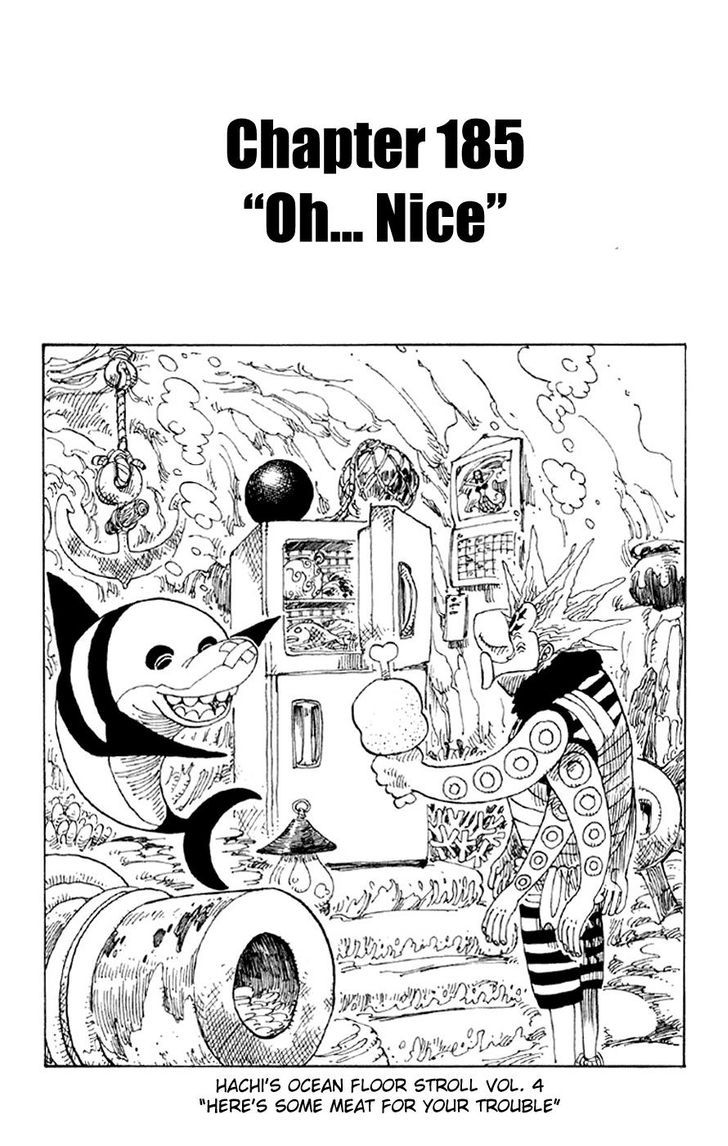 Chapter 185
“Oh... Nice”
HACHI'S OCEAN FLOOR STROLL VOL. 4
"HERE'S SOME MEAT FOR YOUR TROUBLE"